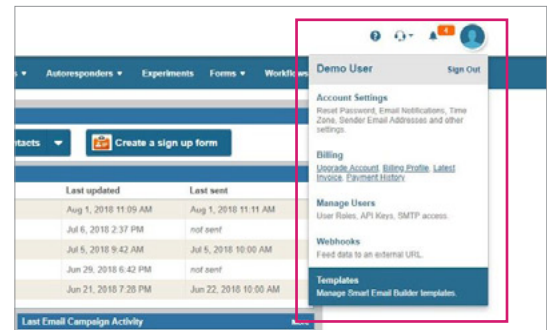 4
s ▾ Autoresponders ▾ Experiments Forms ▾ Workflows
Demo User Sign Out
Account Settings
Reset Password, Email Notifications, Time
Zone, Sender Email Addresses and other
settings.
Billing
Upgrade Account, Billing Profile, Latest
Invoice, Payment History
Manage Users
User Roles, API Keys, SMTP access.
Webhooks
Feed data to an external URL.
Templates
Manage Smart Email Builder templates.
ntacts ▾ Create a sign up form
Last updated Last sent
Aug 1, 2018 11:09 AM Aug 1, 2018 11:11 AM
Jul 6, 2018 2:37 PM not sent
Jul 5, 2018 9:42 AM Jul 5, 2018 10:00 AM
Jun 29, 2018 6:42 PM not sent
Jun 21, 2018 7:28 PM Jun 22, 2018 10:00 AM
Last Email Campaign Activity More